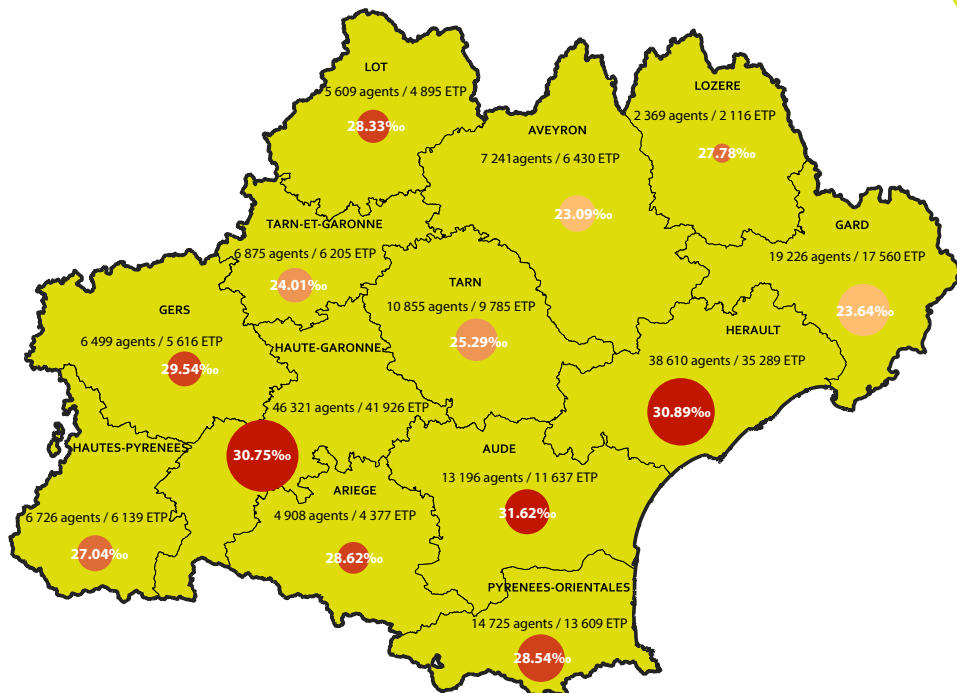 LOT
5 609 agents / 4 895 ETP
28.33‰
LOZERE
2 369 agents / 2 116 ETP
27.78‰
AVEYRON
7 241agents / 6 430 ETP
23.09‰
TARN-ET-GARONNE
6 875 agents / 6 205 ETP
24.01‰
GARD
19 226 agents / 17 560 ETP
23.64‰
TARN
10 855 agents / 9 785 ETP
25.29‰
GERS
6 499 agents / 5 616 ETP
29.54‰
HERAULT
38 610 agents / 35 289 ETP
30.89‰
HAUTE-GARONNE
46 321 agents / 41 926 ETP
30.75‰
HAUTES-PYRENEES
6 726 agents / 6 139 ETP
27.04‰
AUDE
13 196 agents / 11 637 ETP
31.62‰
ARIEGE
4 908 agents / 4 377 ETP
28.62‰
PYRENEES-ORIENTALES
14 725 agents / 13 609 ETP
28.54‰